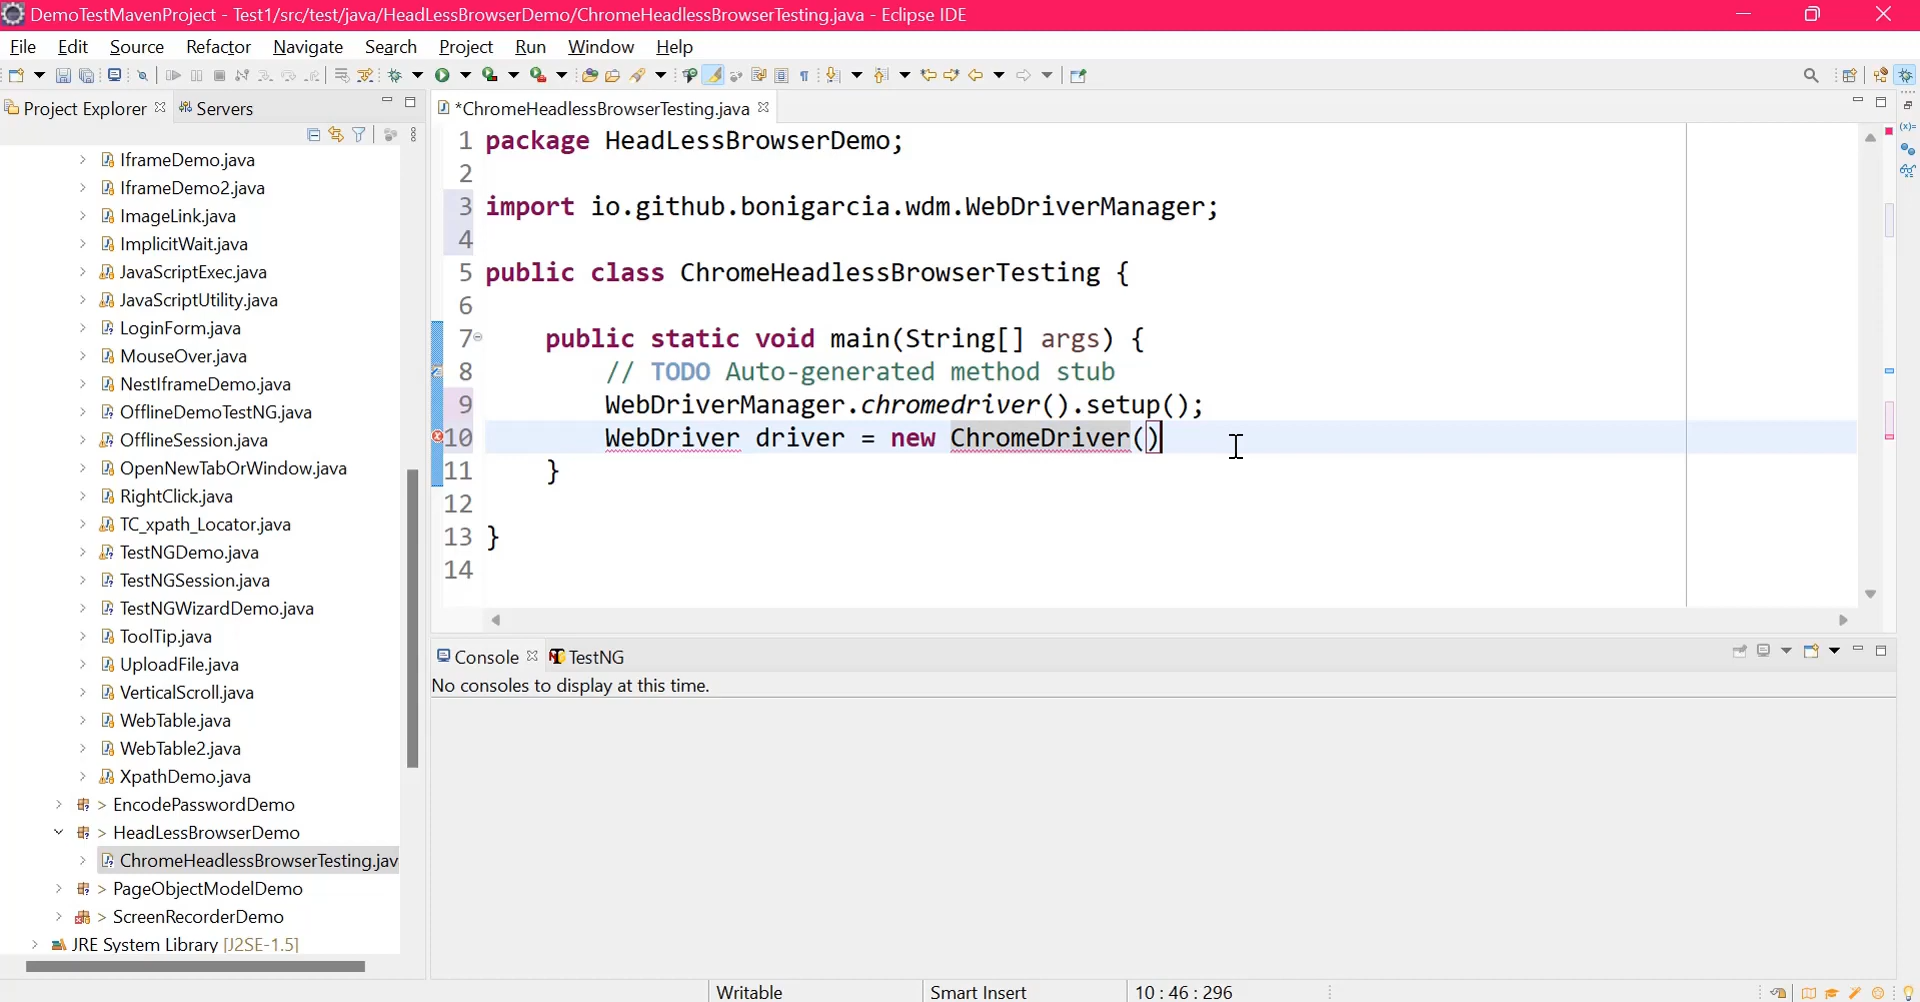 DemoTestMavenProject - Test1/src/test/java/HeadLessBrowserDemo/ChromeHeadlessBrowserTesting.java - Eclipse IDE
File Edit Source Refactor Navigate Search Project Run Window Help
Project Explorer Servers
IframeDemo.java
IframeDemo2.java
ImageLink.java
ImplicitWait.java
JavaScriptExec.java
JavaScriptUtility.java
LoginForm.java
MouseOver.java
NestIframeDemo.java
OfflineDemoTestNG.java
OfflineSession.java
OpenNewTabOrWindow.java
RightClick.java
TC_xpath_Locator.java
TestNGDemo.java
TestNGSession.java
TestNGWizardDemo.java
ToolTip.java
UploadFile.java
VerticalScroll.java
WebTable.java
WebTable2.java
XpathDemo.java
> EncodePasswordDemo
> HeadLessBrowserDemo
ChromeHeadlessBrowserTesting.jav
> PageObjectModelDemo
> ScreenRecorderDemo
JRE System Library [J2SE-1.5]
*ChromeHeadlessBrowserTesting.java
1 package HeadLessBrowserDemo;
2
3 import io.github.bonigarcia.wdm.WebDriverManager;
4
5 public class ChromeHeadlessBrowserTesting {
6
7 public static void main(String[] args) {
8 // TODO Auto-generated method stub
9 WebDriverManager.chromedriver().setup();
10 WebDriver driver = new ChromeDriver()
11 }
12
13 }
14
Console TestNG
No consoles to display at this time.
Writable Smart Insert 10 : 46 : 296